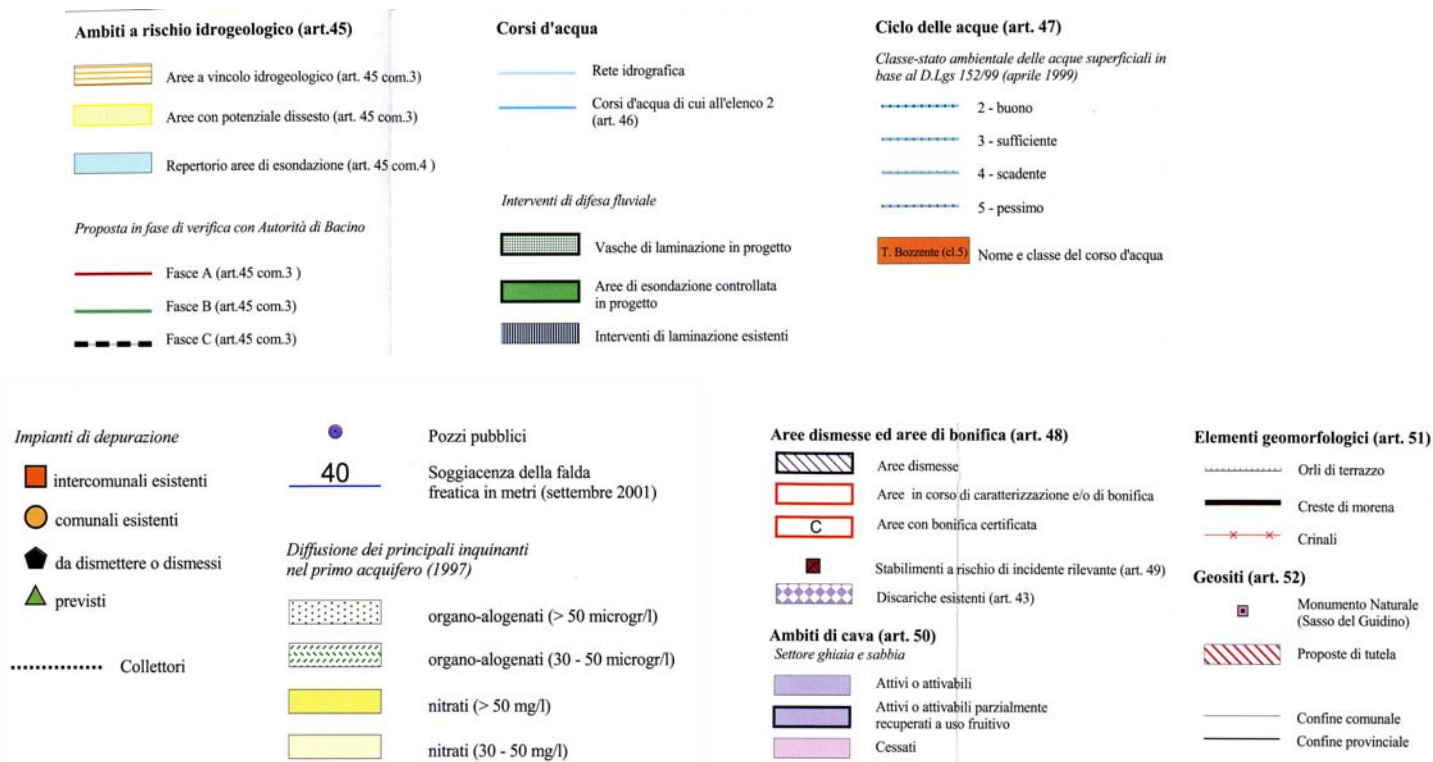 Ambiti a rischio idrogeologico (art.45)
Aree a vincolo idrogeologico (art. 45 com.3)
Aree con potenziale dissesto (art. 45 com.3)
Repertorio aree di esondazione (art. 45 com.4 )
Proposta in fase di verifica con Autorità di Bacino
Fasce A (art.45 com.3 )
Fasce B (art.45 com.3)
Fasce C (art.45 com.3)
Corsi d'acqua
Rete idrografica
Corsi d'acqua di cui all'elenco 2
(art. 46)
Interventi di difesa fluviale
Vasche di laminazione in progetto
Aree di esondazione controllata
in progetto
Interventi di laminazione esistenti
Ciclo delle acque (art. 47)
Classe-stato ambientale delle acque superficiali in
base al D.Lgs 152/99 (aprile 1999)
2 - buono
3 - sufficiente
4 - scadente
5 - pessimo
T. Bozzente (cl.5) Nome e classe del corso d'acqua
Impianti di depurazione
intercomunali esistenti
comunali esistenti
da dismettere o dismessi
previsti
Collettori
Pozzi pubblici
40 Soggiacenza della falda
freatica in metri (settembre 2001)
Diffusione dei principali inquinanti
nel primo acquifero (1997)
organo-alogenati (> 50 microgr/l)
organo-alogenati (30 - 50 microgr/l)
nitrati (> 50 mg/l)
nitrati (30 - 50 mg/l)
Aree dismesse ed aree di bonifica (art. 48)
Aree dismesse
Aree in corso di caratterizzazione e/o di bonifica
C Aree con bonifica certificata
Stabilimenti a rischio di incidente rilevante (art. 49)
Discariche esistenti (art. 43)
Ambiti di cava (art. 50)
Settore ghiaia e sabbia
Attivi o attivabili
Attivi o attivabili parzialmente
recuperati a uso fruitivo
Cessati
Elementi geomorfologici (art. 51)
Orli di terrazzo
Creste di morena
Crinali
Geositi (art. 52)
Monumento Naturale
(Sasso del Guidino)
Proposte di tutela
Confine comunale
Confine provinciale